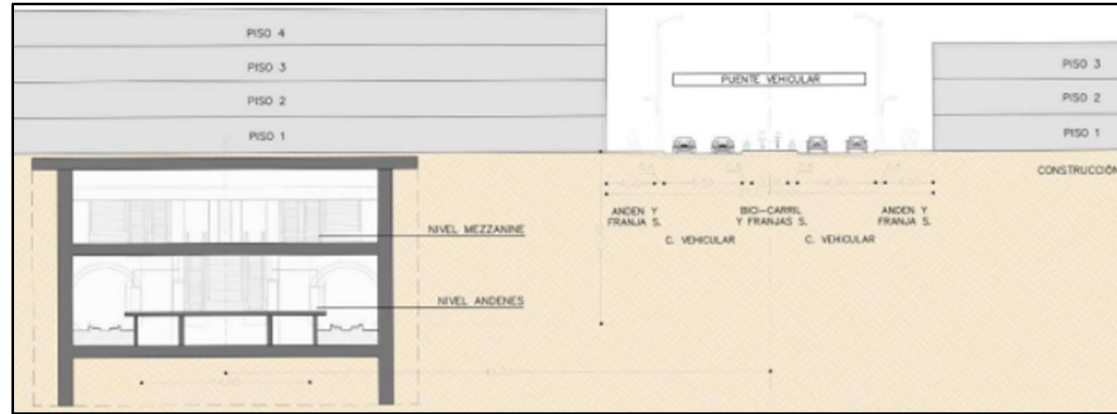 PISO 4
PISO 3
PISO 2
PISO 1
PUENTE VEHICULAR
PISO 3
PISO 2
PISO 1
CONSTRUCCIÓN
ANDEN Y
FRANJA S.
C. VEHICULAR
BICI-CARRIL
Y FRANJAS S.
C. VEHICULAR
ANDEN Y
FRANJA S.
NIVEL MEZZANINE
NIVEL ANDENES